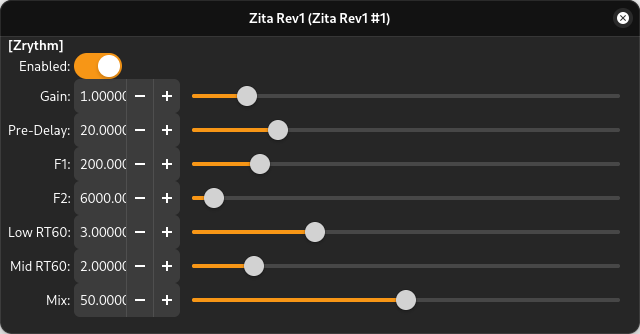 Zita Rev1 (Zita Rev1 #1)
[Zrythm]
Enabled:
Gain: 1.00000
Pre-Delay: 20.0000
F1: 200.000
F2: 6000.00
Low RT60: 3.00000
Mid RT60: 2.00000
Mix: 50.0000